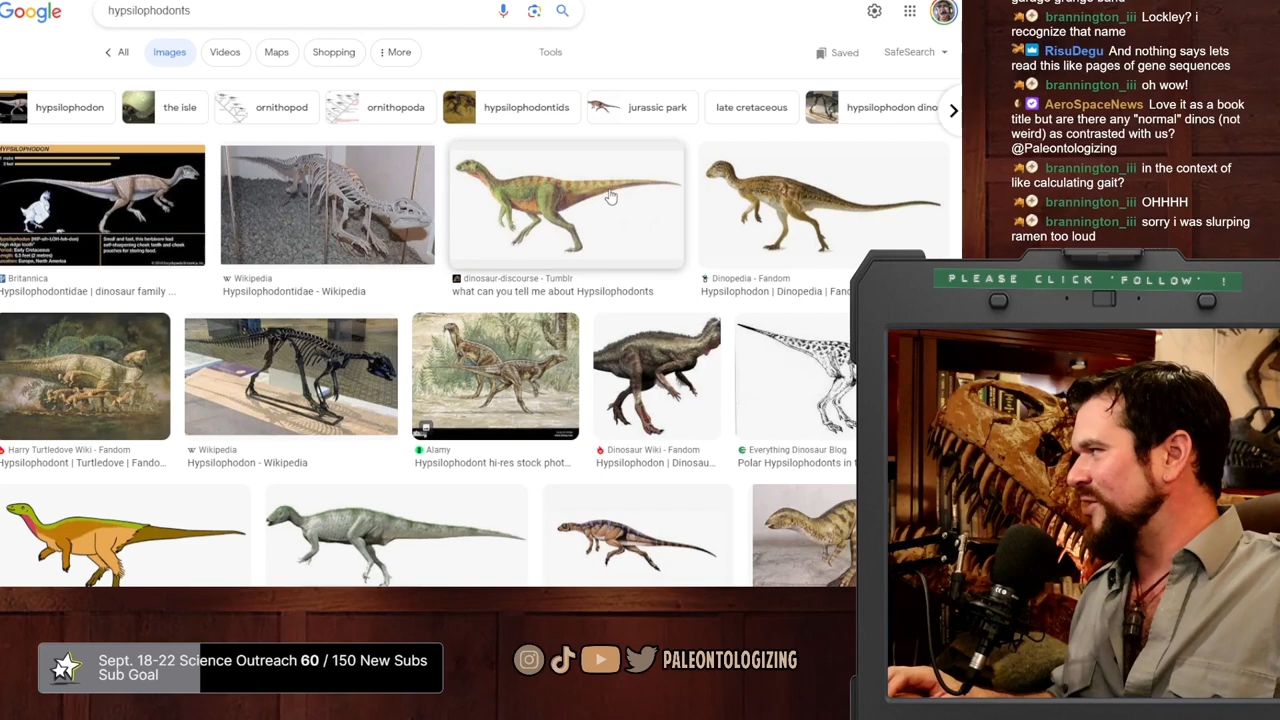 Google
hypsilophodonts
All
Images
Videos
Maps
Shopping
More
Tools
Saved
SafeSearch
hypsilophodon
the isle
ornithopod
ornithopoda
hypsilophodontids
jurassic park
late cretaceous
hypsilophodon dino
HYPSILOPHODON
Britannica
Hypsilophodontidae | dinosaur family ...
Wikipedia
Hypsilophodontidae - Wikipedia
dinosaur-discourse - Tumblr
what can you tell me about Hypsilophodonts
Dinopedia - Fandom
Hypsilophodon | Dinopedia | Fan
Harry Turtledove Wiki - Fandom
Hypsilophodont | Turtledove | Fando...
Wikipedia
Hypsilophodon - Wikipedia
Alamy
Hypsilophodont hi-res stock phot...
Dinosaur Wiki - Fandom
Hypsilophodon | Dinosau...
Everything Dinosaur Blog
Polar Hypsilophodonts in t
garage grunge band
brannington_iii Lockley? i
recognize that name
RisuDegu And nothing says lets
read this like pages of gene sequences
brannington_iii oh wow!
AeroSpaceNews Love it as a book
title but are there any "normal" dinos (not
weird) as contrasted with us?
@Paleontologizing
brannington_iii in the context of
like calculating gait?
brannington_iii OHHHH
brannington_iii sorry i was slurping
ramen too loud
PLEASE CLICK 'FOLLOW' !
Sept. 18-22 Science Outreach 60 / 150 New Subs
Sub Goal
PALEONTOLOGIZING